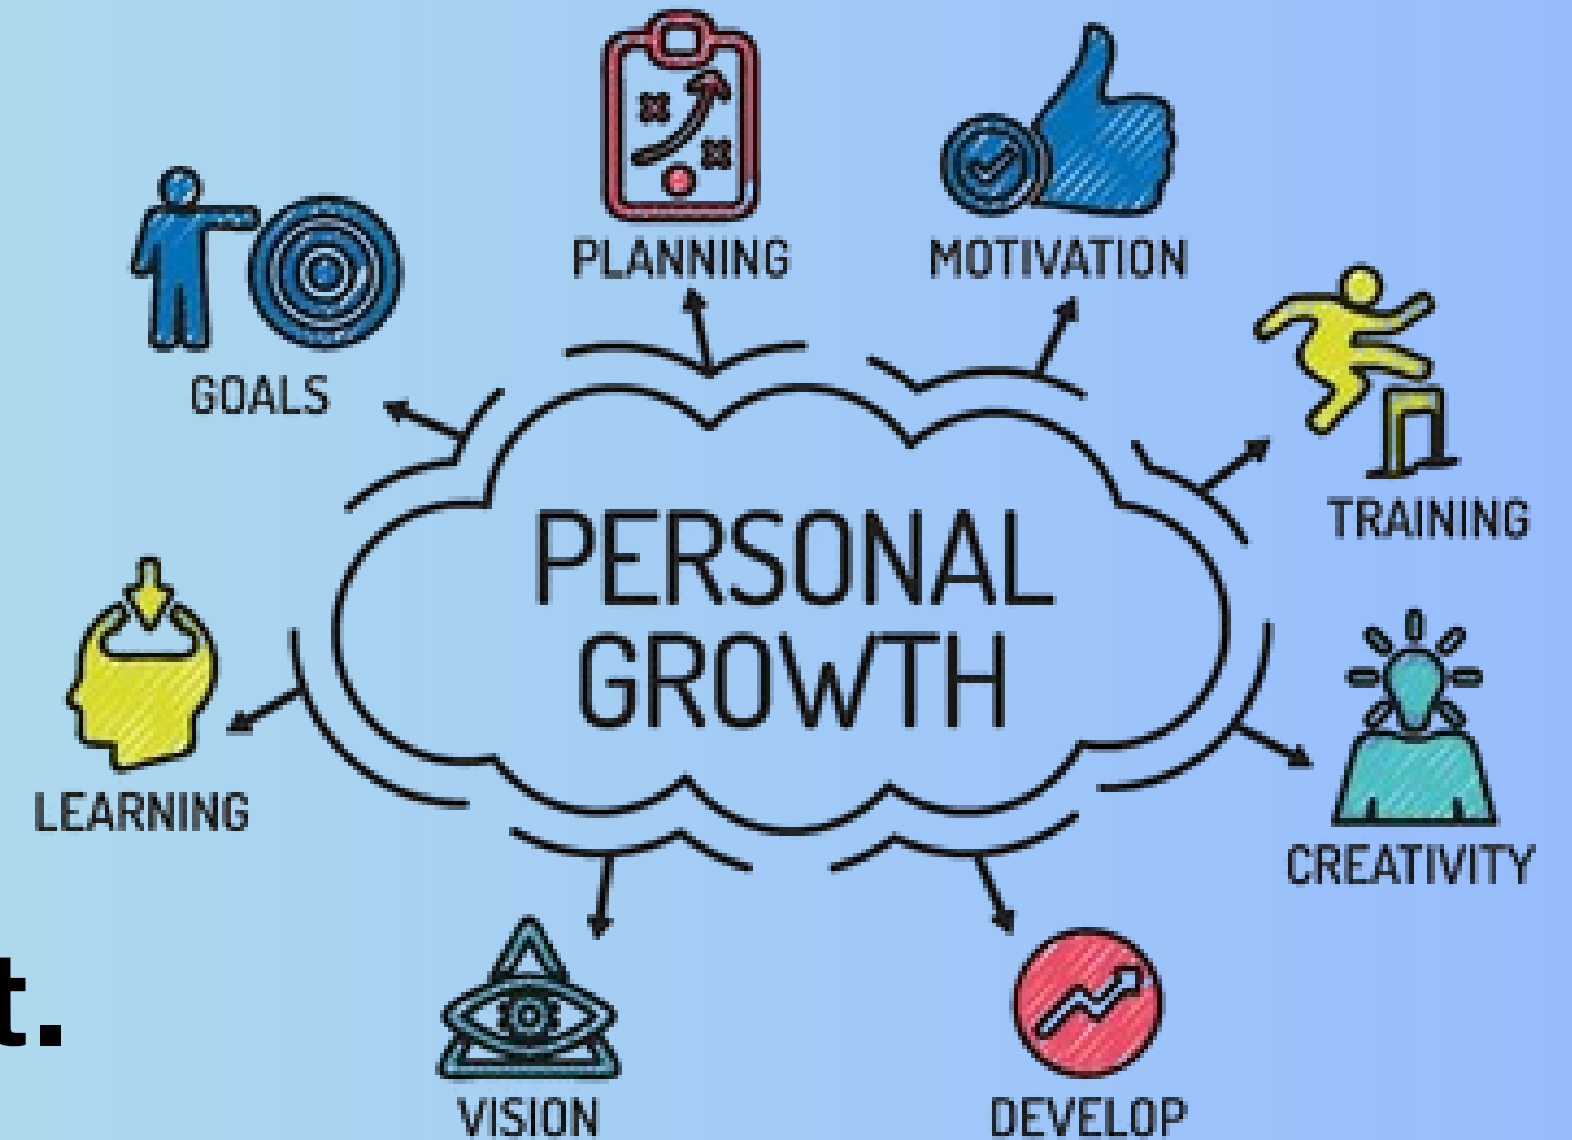 PLANNING
MOTIVATION
GOALS
TRAINING
PERSONAL
GROWTH
LEARNING
CREATIVITY
t.
VISION
DEVELOP